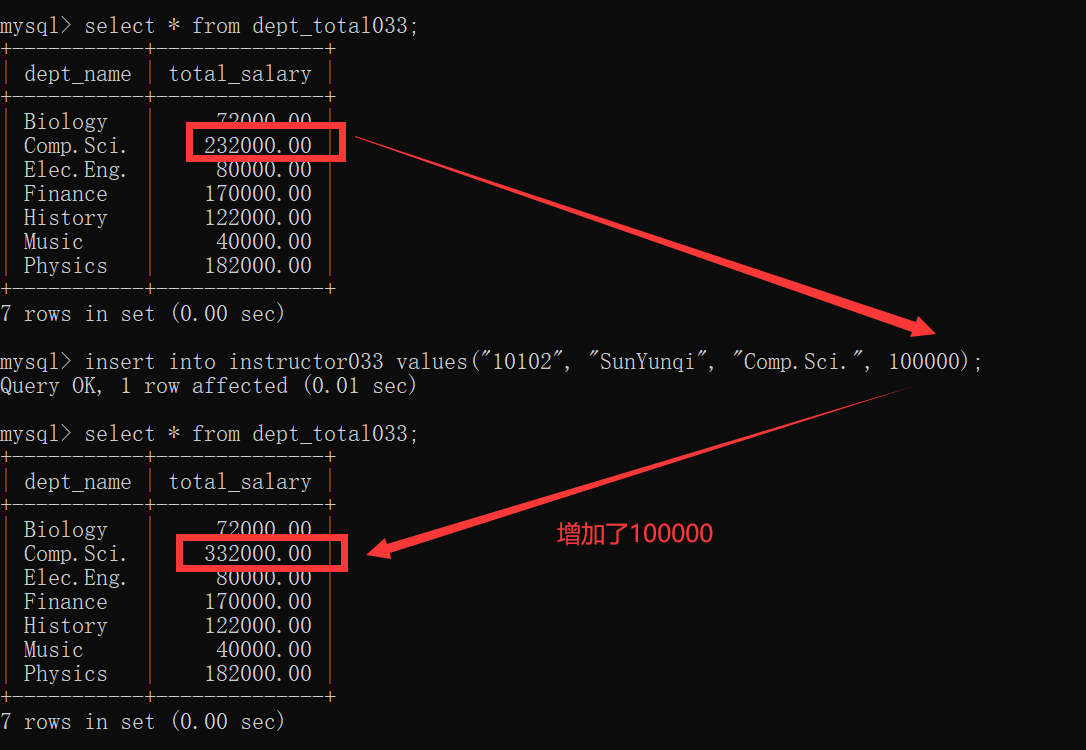 mysql> select * from dept_total033;
+-----------+--------------+
| dept_name | total_salary |
+-----------+--------------+
| Biology   |     72000.00 |
| Comp.Sci. |    232000.00 |
| Elec.Eng. |     80000.00 |
| Finance   |    170000.00 |
| History   |    122000.00 |
| Music     |     40000.00 |
| Physics   |    182000.00 |
+-----------+--------------+
7 rows in set (0.00 sec)
mysql> insert into instructor033 values("10102", "SunYunqi", "Comp.Sci.", 100000);
Query OK, 1 row affected (0.01 sec)
mysql> select * from dept_total033;
+-----------+--------------+
| dept_name | total_salary |
+-----------+--------------+
| Biology   |     72000.00 |
| Comp.Sci. |    332000.00 |
| Elec.Eng. |     80000.00 |
| Finance   |    170000.00 |
| History   |    122000.00 |
| Music     |     40000.00 |
| Physics   |    182000.00 |
+-----------+--------------+
7 rows in set (0.00 sec)
增加了100000